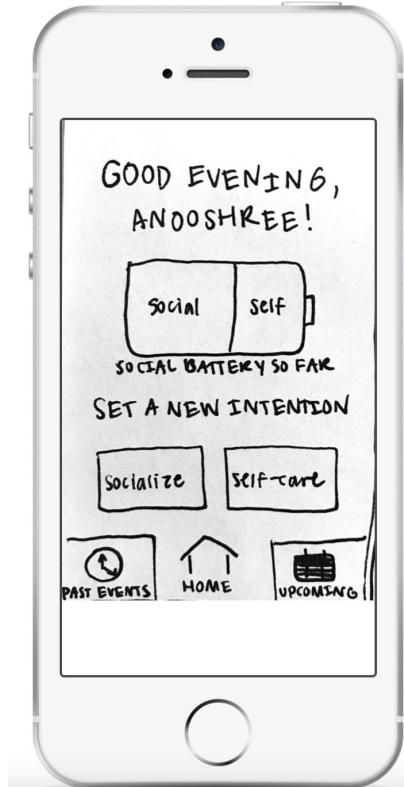 GOOD EVENING,
ANOOSHREE!
Social Self
SOCIAL BATTERY SO FAR
SET A NEW INTENTION
Socialize Self-care
PAST EVENTS HOME UPCOMING